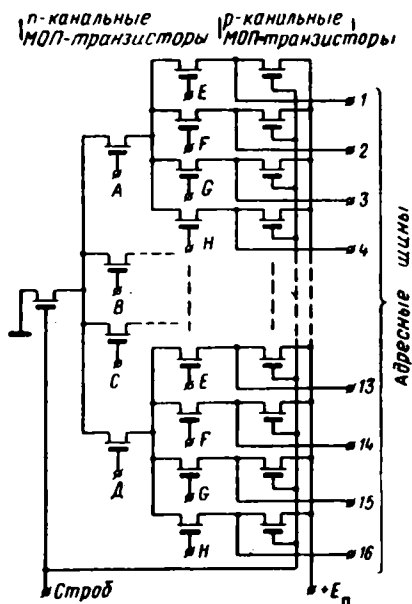 n-канальные
МОП-транзисторы
р-канильные
МОП-транзисторы
E
1
F
2
A
G
3
H
4
B
C
E
13
F
14
Д
G
15
H
16
Адресные шины
Строб
+Eп